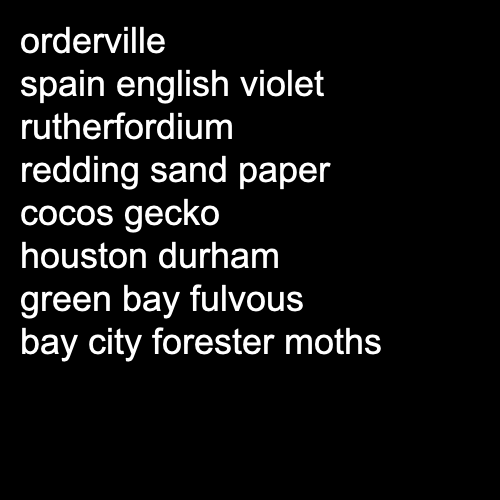 orderville
spain english violet
rutherfordium
redding sand paper
cocos gecko
houston durham
green bay fulvous
bay city forester moths